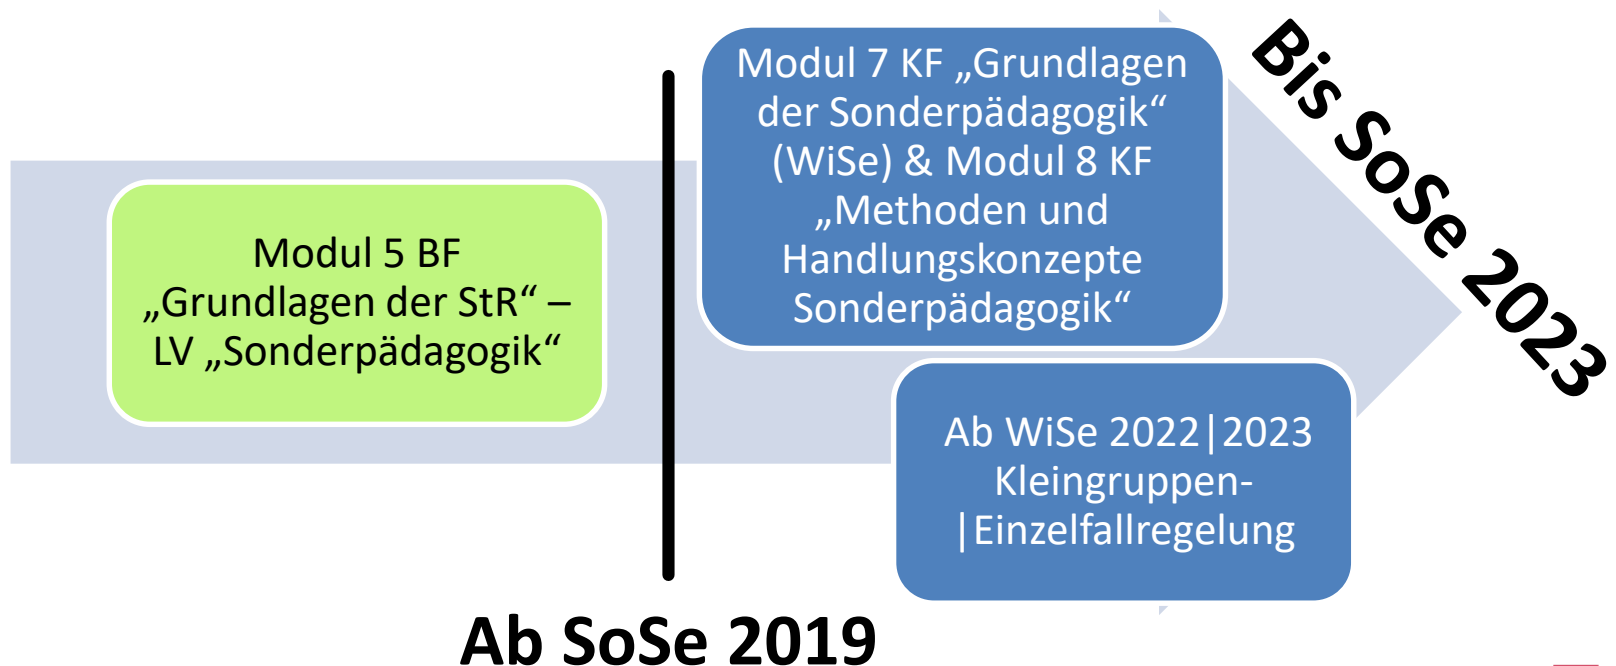 Modul 5 BF
„Grundlagen der StR“ –
LV „Sonderpädagogik“
Modul 7 KF „Grundlagen
der Sonderpädagogik“
(WiSe) & Modul 8 KF
„Methoden und
Handlungskonzepte
Sonderpädagogik“
Ab WiSe 2022|2023
Kleingruppen-
|Einzelfallregelung
Bis SoSe 2023
Ab SoSe 2019